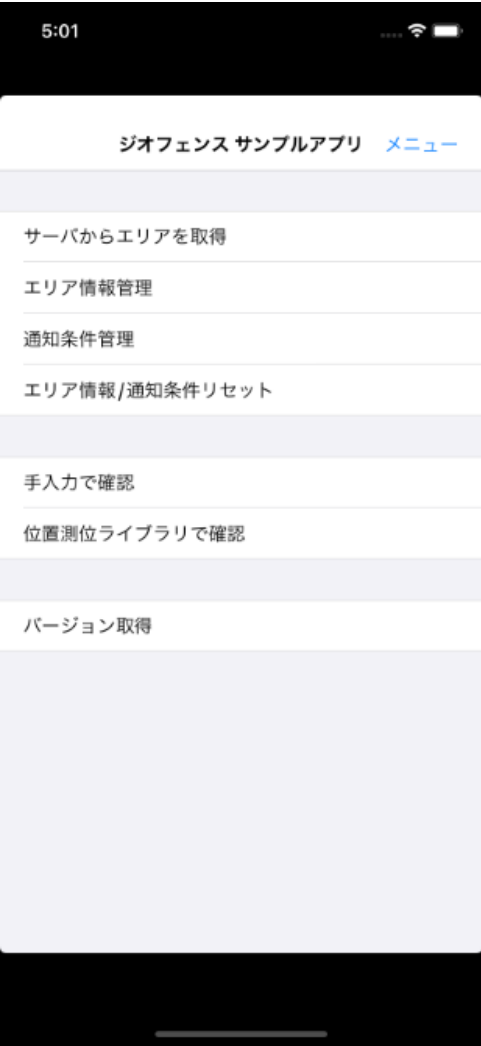 5:01
ジオフェンス サンプルアプリ メニュー
サーバからエリアを取得
エリア情報管理
通知条件管理
エリア情報/通知条件リセット
手入力で確認
位置測位ライブラリで確認
バージョン取得